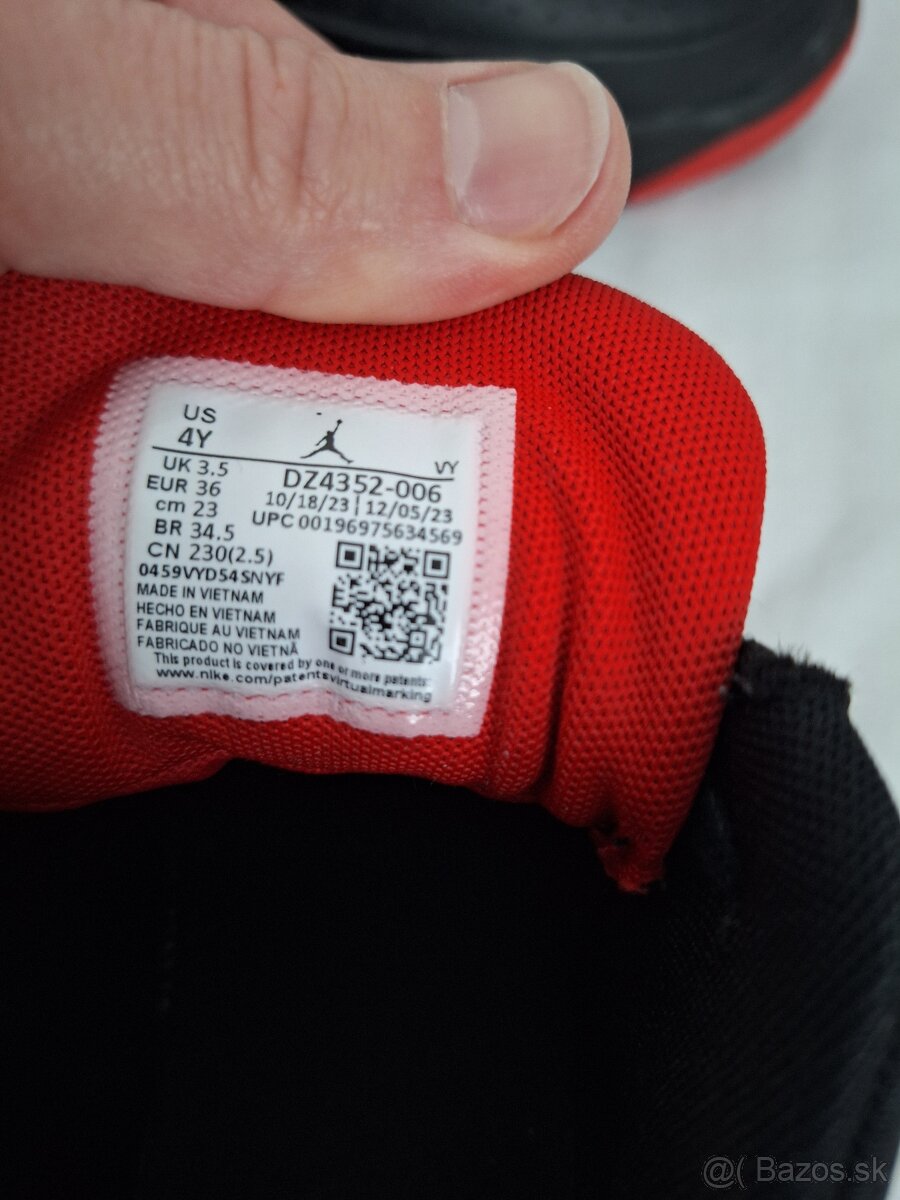 US
4Y
VY
UK 3.5
EUR 36
cm 23
BR 34.5
CN 230(2.5)
DZ4352-006
10/18/23 | 12/05/23
UPC 00196975634569
0459VYD54SNYF
MADE IN VIETNAM
HECHO EN VIETNAM
FABRIQUE AU VIETNAM
FABRICADO NO VIETNÃ
This product is covered by one or more patents:
www.nike.com/patentsvirtualmarking
@( Bazos.sk